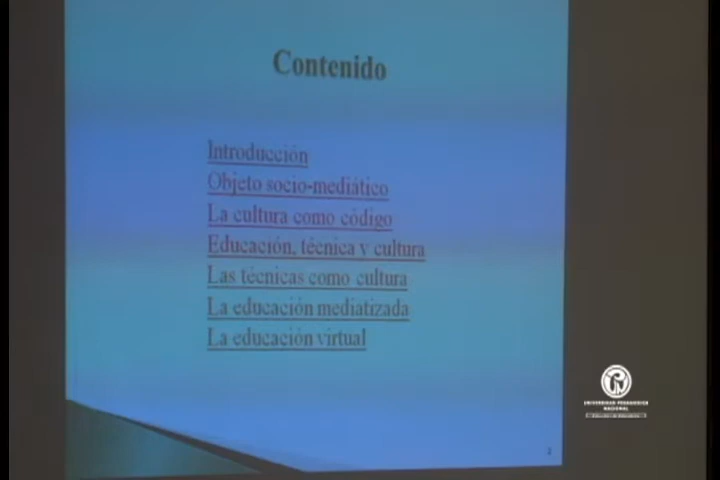 Contenido
Introducción
Objeto socio-mediático
La cultura como código
Educación, técnica y cultura
Las técnicas como cultura
La educación mediatizada
La educación virtual
2
UNIVERSIDAD PEDAGOGICA
NACIONAL